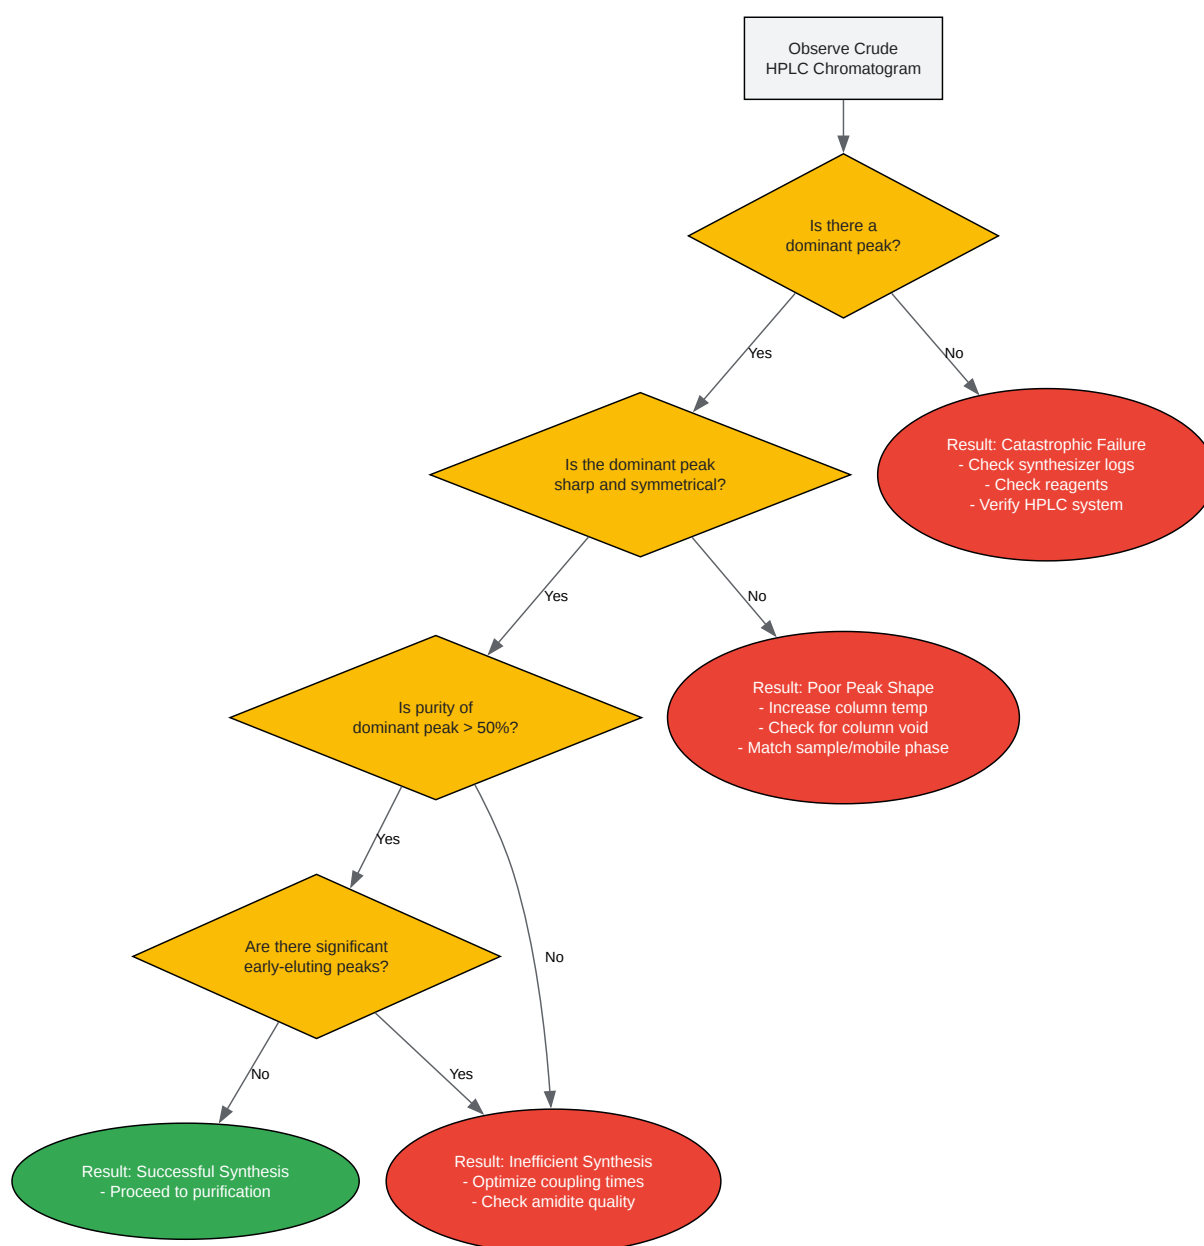 Observe Crude
HPLC Chromatogram
Is there a
dominant peak?
Yes
No
Is the dominant peak
sharp and symmetrical?
Result: Catastrophic Failure
- Check synthesizer logs
- Check reagents
- Verify HPLC system
Yes
No
Is purity of
dominant peak > 50%?
Result: Poor Peak Shape
- Increase column temp
- Check for column void
- Match sample/mobile phase
Yes
No
Are there significant
early-eluting peaks?
No
Yes
Result: Successful Synthesis
- Proceed to purification
Result: Inefficient Synthesis
- Optimize coupling times
- Check amidite quality